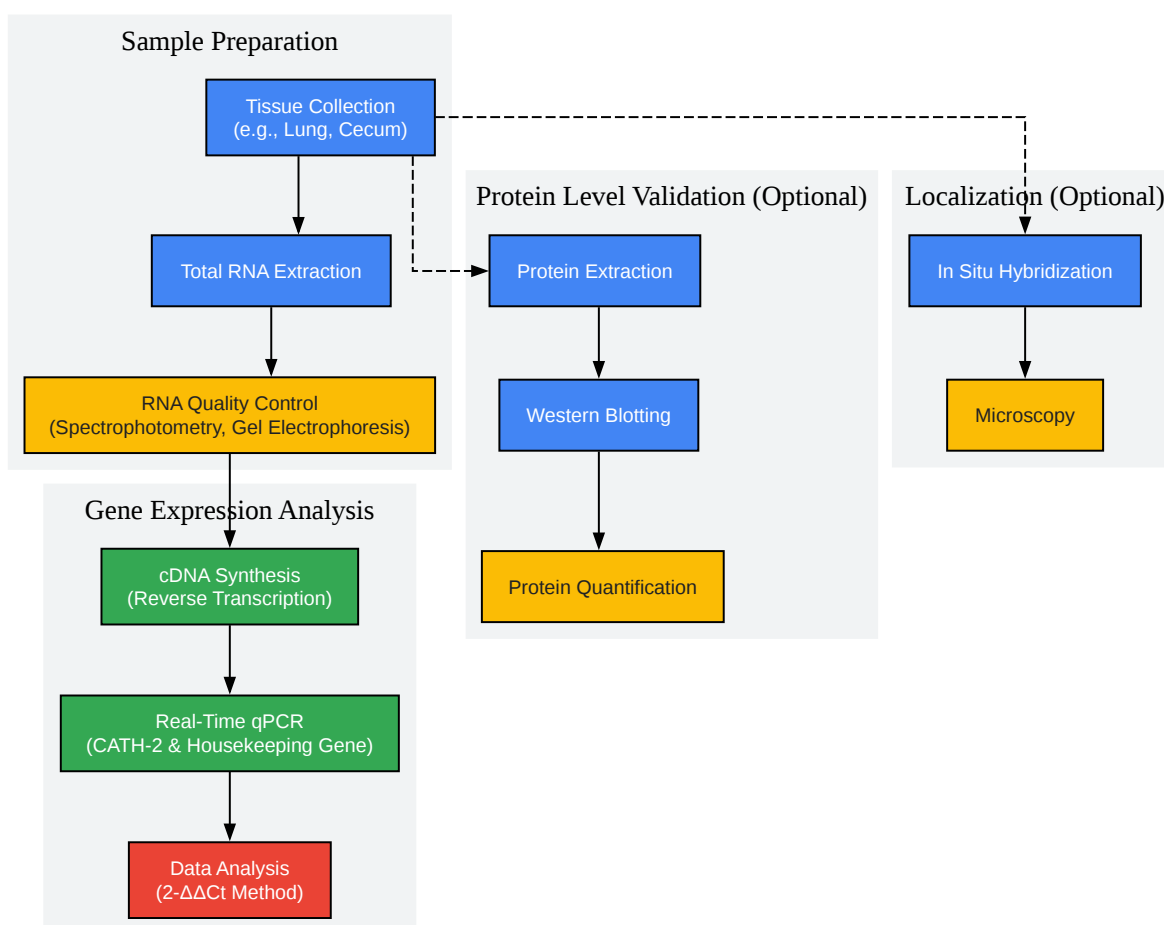 Sample Preparation
Tissue Collection
(e.g., Lung, Cecum)
Total RNA Extraction
RNA Quality Control
(Spectrophotometry, Gel Electrophoresis)
Gene Expression Analysis
cDNA Synthesis
(Reverse Transcription)
Real-Time qPCR
(CATH-2 & Housekeeping Gene)
Data Analysis
(2-ΔΔCt Method)
Protein Level Validation (Optional)
Protein Extraction
Western Blotting
Protein Quantification
Localization (Optional)
In Situ Hybridization
Microscopy